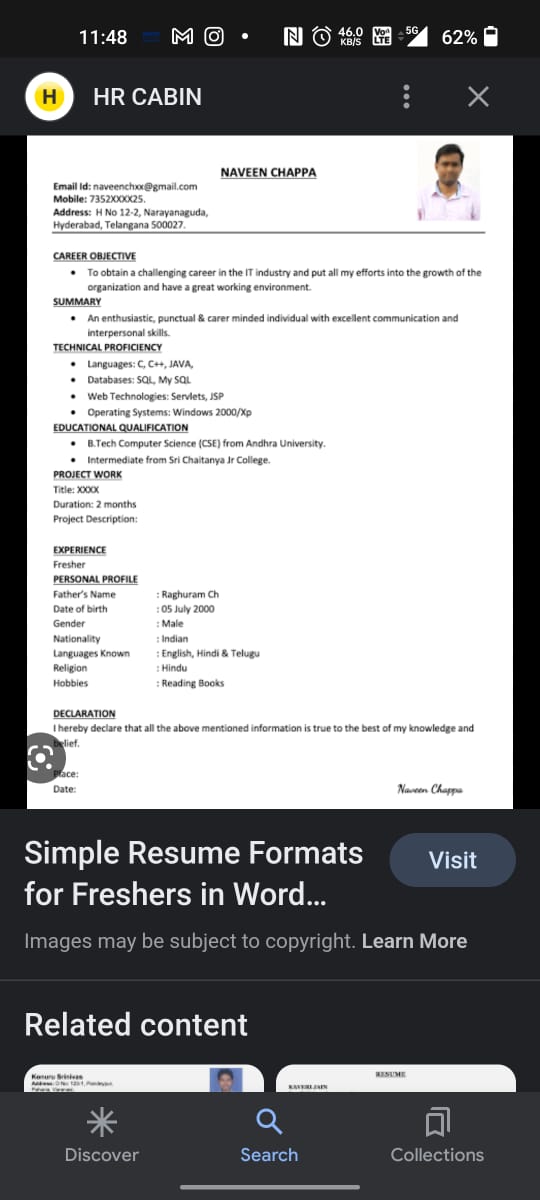 11:48
46.0 KB/S
Vo) LTE
5G
62%
H
HR CABIN
NAVEEN CHAPPA
Email Id: naveenchxx@gmail.com
Mobile: 7352XXXX25.
Address: H No 12-2, Narayanaguda,
Hyderabad, Telangana 500027.
CAREER OBJECTIVE
• To obtain a challenging career in the IT industry and put all my efforts into the growth of the
organization and have a great working environment.
SUMMARY
• An enthusiastic, punctual & carer minded individual with excellent communication and
interpersonal skills.
TECHNICAL PROFICIENCY
• Languages: C, C++, JAVA,
• Databases: SQL, My SQL
• Web Technologies: Servlets, JSP
• Operating Systems: Windows 2000/Xp
EDUCATIONAL QUALIFICATION
• B.Tech Computer Science (CSE) from Andhra University.
• Intermediate from Sri Chaitanya Jr College.
PROJECT WORK
Title: XXXX
Duration: 2 months
Project Description:
EXPERIENCE
Fresher
PERSONAL PROFILE
Father's Name : Raghuram Ch
Date of birth : 05 July 2000
Gender : Male
Nationality : Indian
Languages Known : English, Hindi & Telugu
Religion : Hindu
Hobbies : Reading Books
DECLARATION
I hereby declare that all the above mentioned information is true to the best of my knowledge and
belief.
Place:
Date:
Naveen Chappa
Simple Resume Formats
for Freshers in Word...
Visit
Images may be subject to copyright. Learn More
Related content
Konuru Srinivas
RESUME
KAVERI JAIN
Discover
Search
Collections